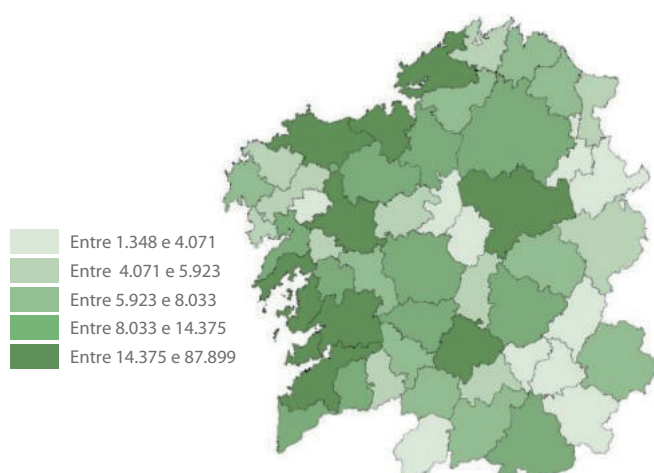 Entre 1.348 e 4.071
Entre 4.071 e 5.923
Entre 5.923 e 8.033
Entre 8.033 e 14.375
Entre 14.375 e 87.899